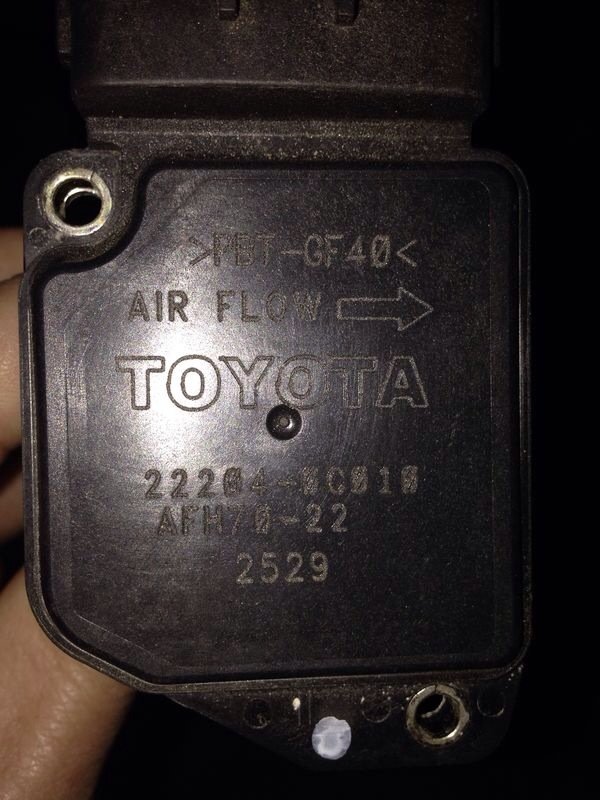 >PBT-GF40<
AIR FLOW
TOYOTA
22204-0C010
AFH70-22
2529